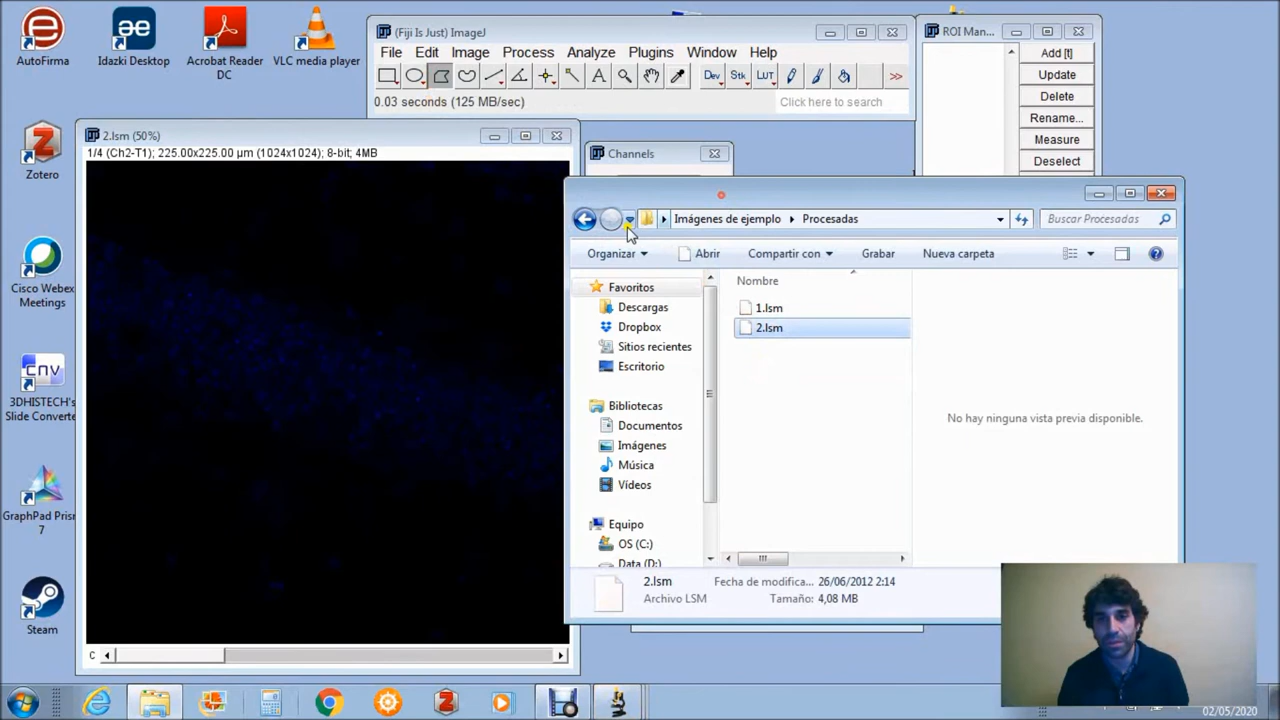 AutoFirma
Idazki Desktop
Acrobat Reader
DC
VLC media player
Zotero
Cisco Webex
Meetings
CNV
3DHISTECH's
Slide Converte
GraphPad Prism
7
Steam
(Fiji Is Just) ImageJ
File Edit Image Process Analyze Plugins Window Help
A Dev Stk LUT >>
0.03 seconds (125 MB/sec)
Click here to search
ROI Man...
Add [t]
Update
Delete
Rename...
Measure
Deselect
2.lsm (50%)
1/4 (Ch2-T1); 225.00x225.00 µm (1024x1024); 8-bit; 4MB
C
Channels
Imágenes de ejemplo Procesadas
Buscar Procesadas
Organizar Abrir Compartir con Grabar Nueva carpeta
Favoritos
Descargas
Dropbox
Sitios recientes
Escritorio
Bibliotecas
Documentos
Imágenes
Música
Vídeos
Equipo
OS (C:)
Data (D:)
Nombre
1.lsm
2.lsm
No hay ninguna vista previa disponible.
2.lsm Fecha de modifica... 26/06/2012 2:14
Archivo LSM Tamaño: 4,08 MB
02/05/2020